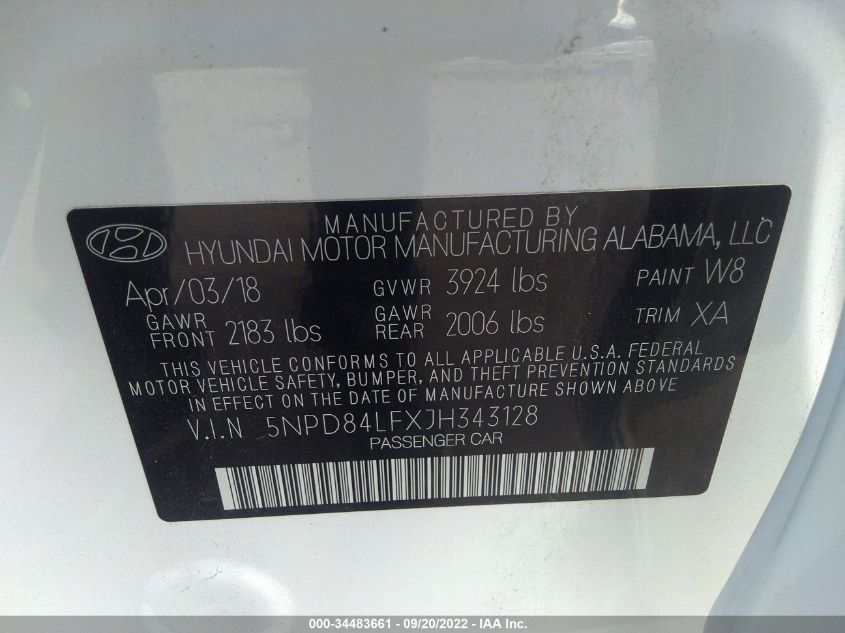 MANUFACTURED BY
HYUNDAI MOTOR MANUFACTURING ALABAMA, LLC
Apr/03/18 GVWR 3924 lbs PAINT W8
GAWR FRONT 2183 lbs GAWR REAR 2006 lbs TRIM XA
THIS VEHICLE CONFORMS TO ALL APPLICABLE U.S.A. FEDERAL
MOTOR VEHICLE SAFETY, BUMPER, AND THEFT PREVENTION STANDARDS
IN EFFECT ON THE DATE OF MANUFACTURE SHOWN ABOVE
V.I.N 5NPD84LFXJH343128
PASSENGER CAR
000-34483661 - 09/20/2022 - IAA Inc.